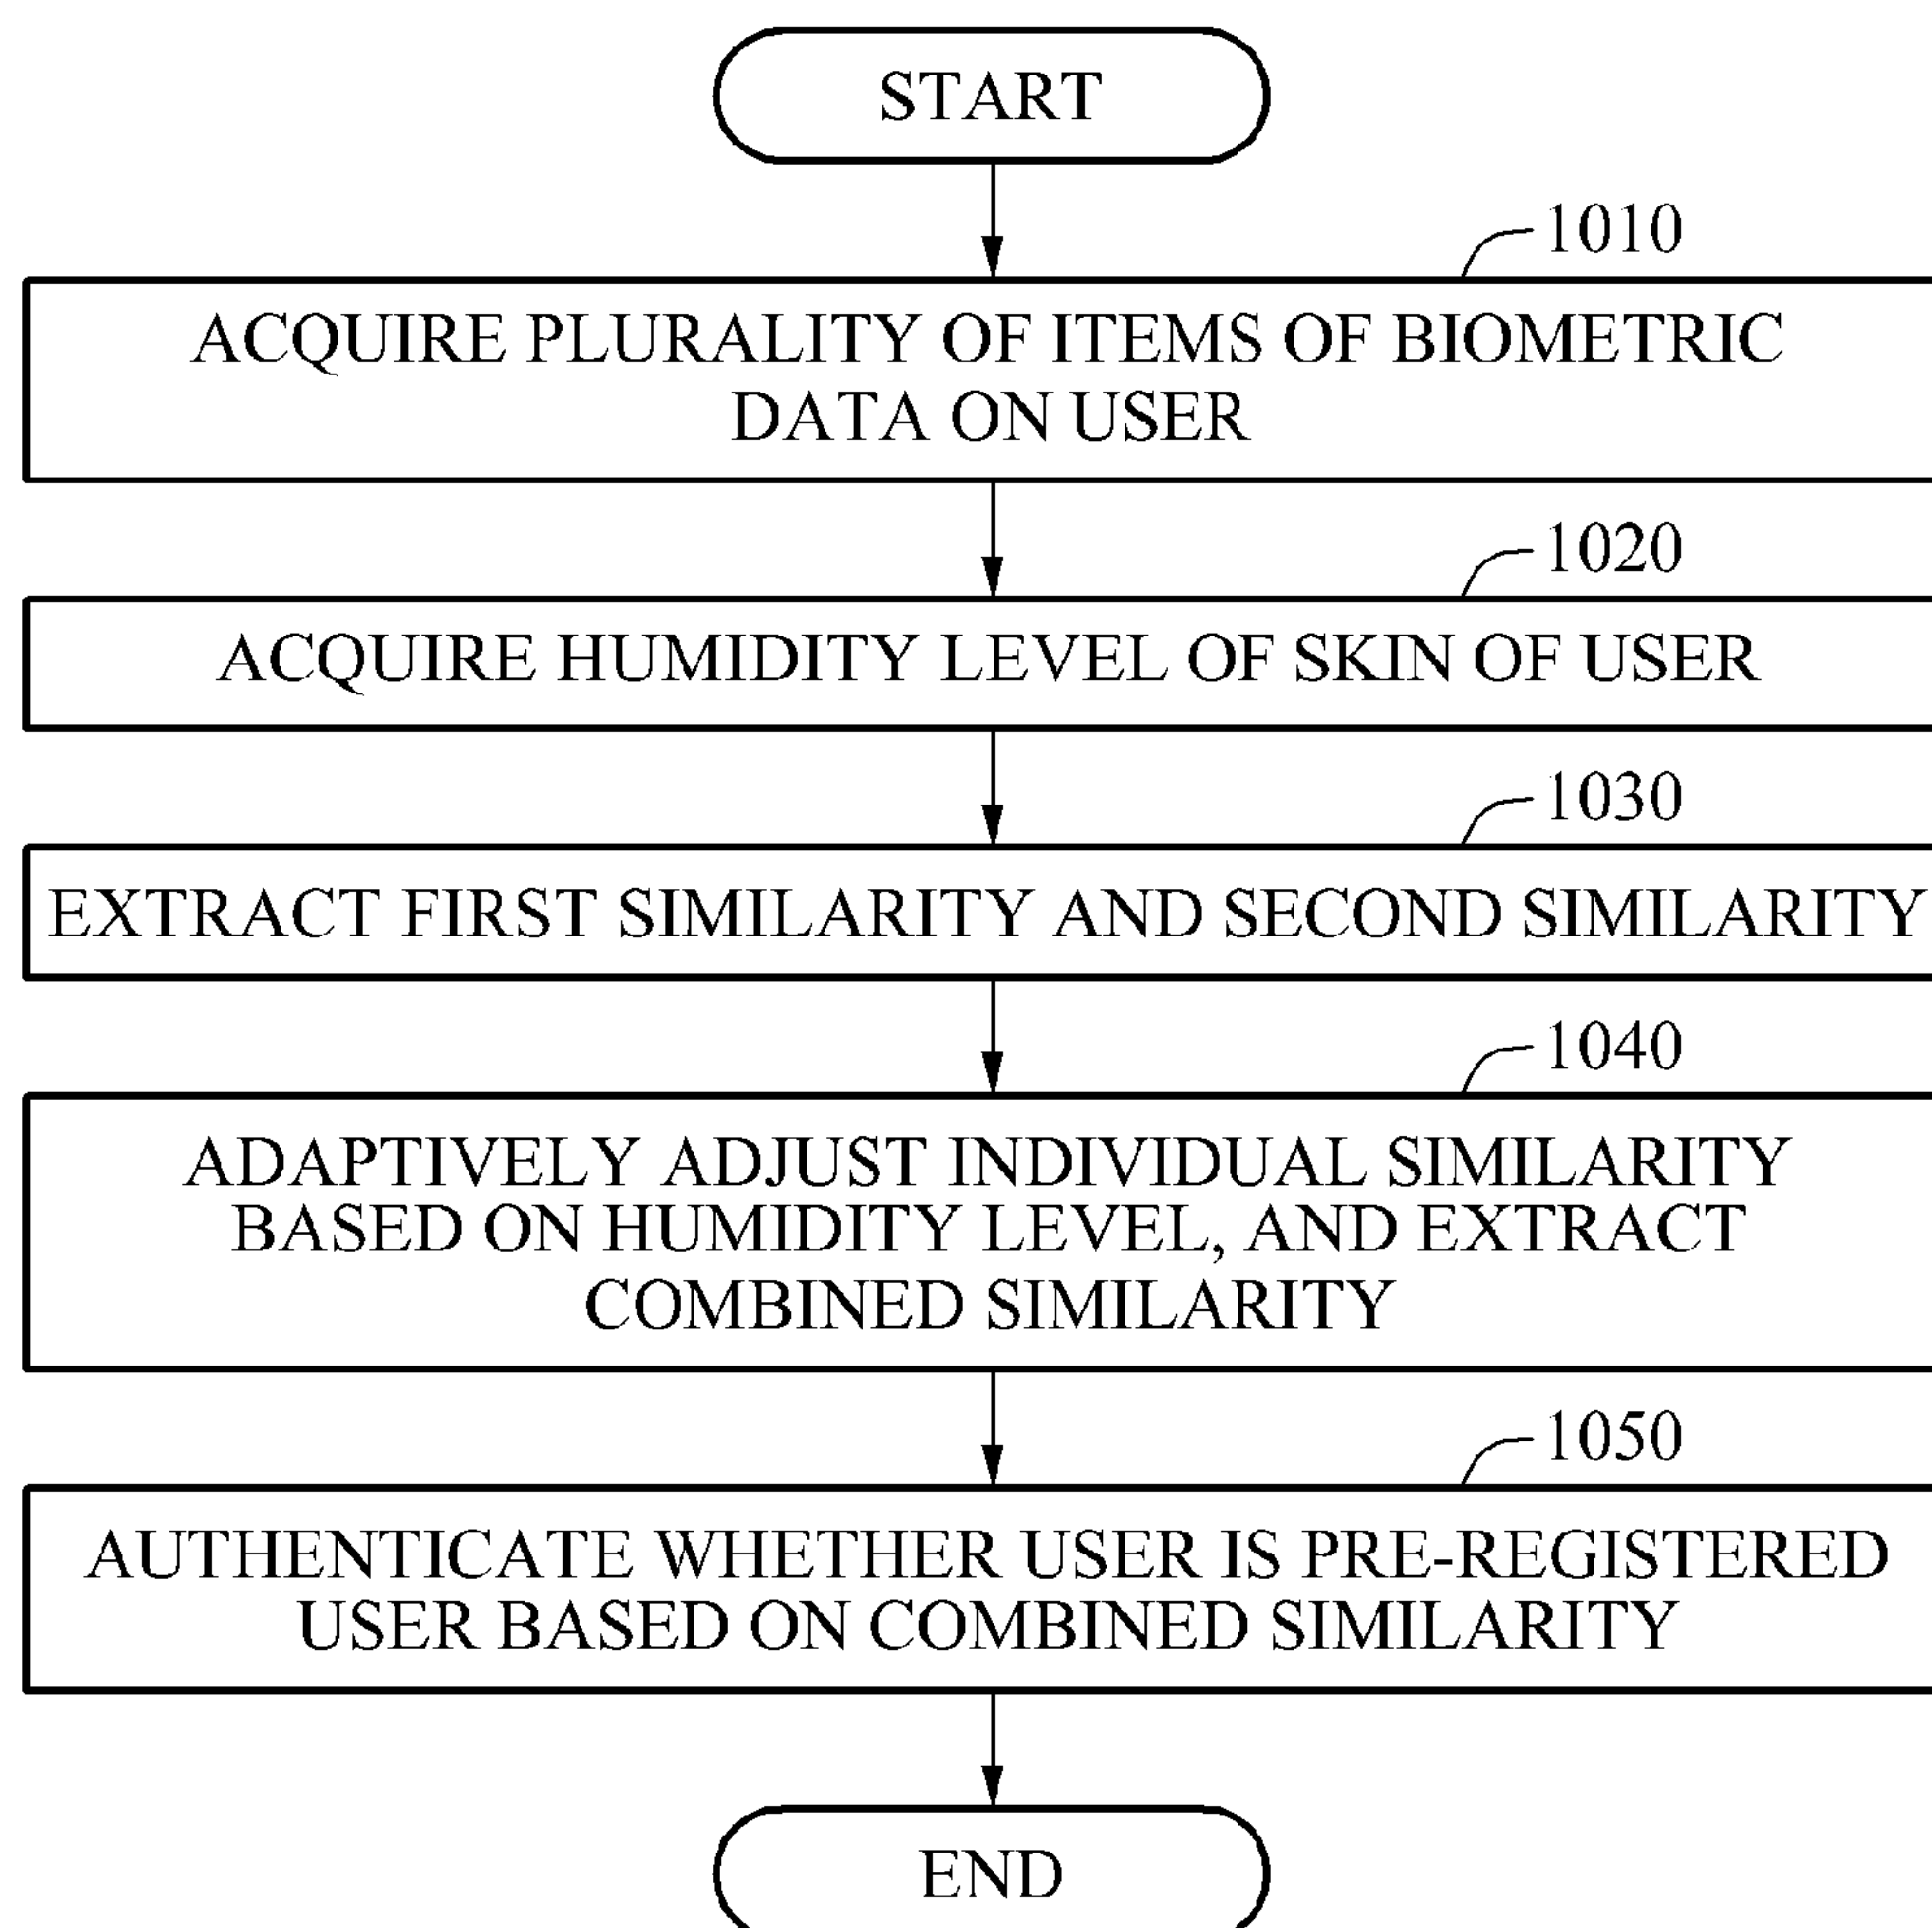 START
1010
ACQUIRE PLURALITY OF ITEMS OF BIOMETRIC
DATA ON USER
1020
ACQUIRE HUMIDITY LEVEL OF SKIN OF USER
1030
EXTRACT FIRST SIMILARITY AND SECOND SIMILARITY
1040
ADAPTIVELY ADJUST INDIVIDUAL SIMILARITY
BASED ON HUMIDITY LEVEL, AND EXTRACT
COMBINED SIMILARITY
1050
AUTHENTICATE WHETHER USER IS PRE-REGISTERED
USER BASED ON COMBINED SIMILARITY
END